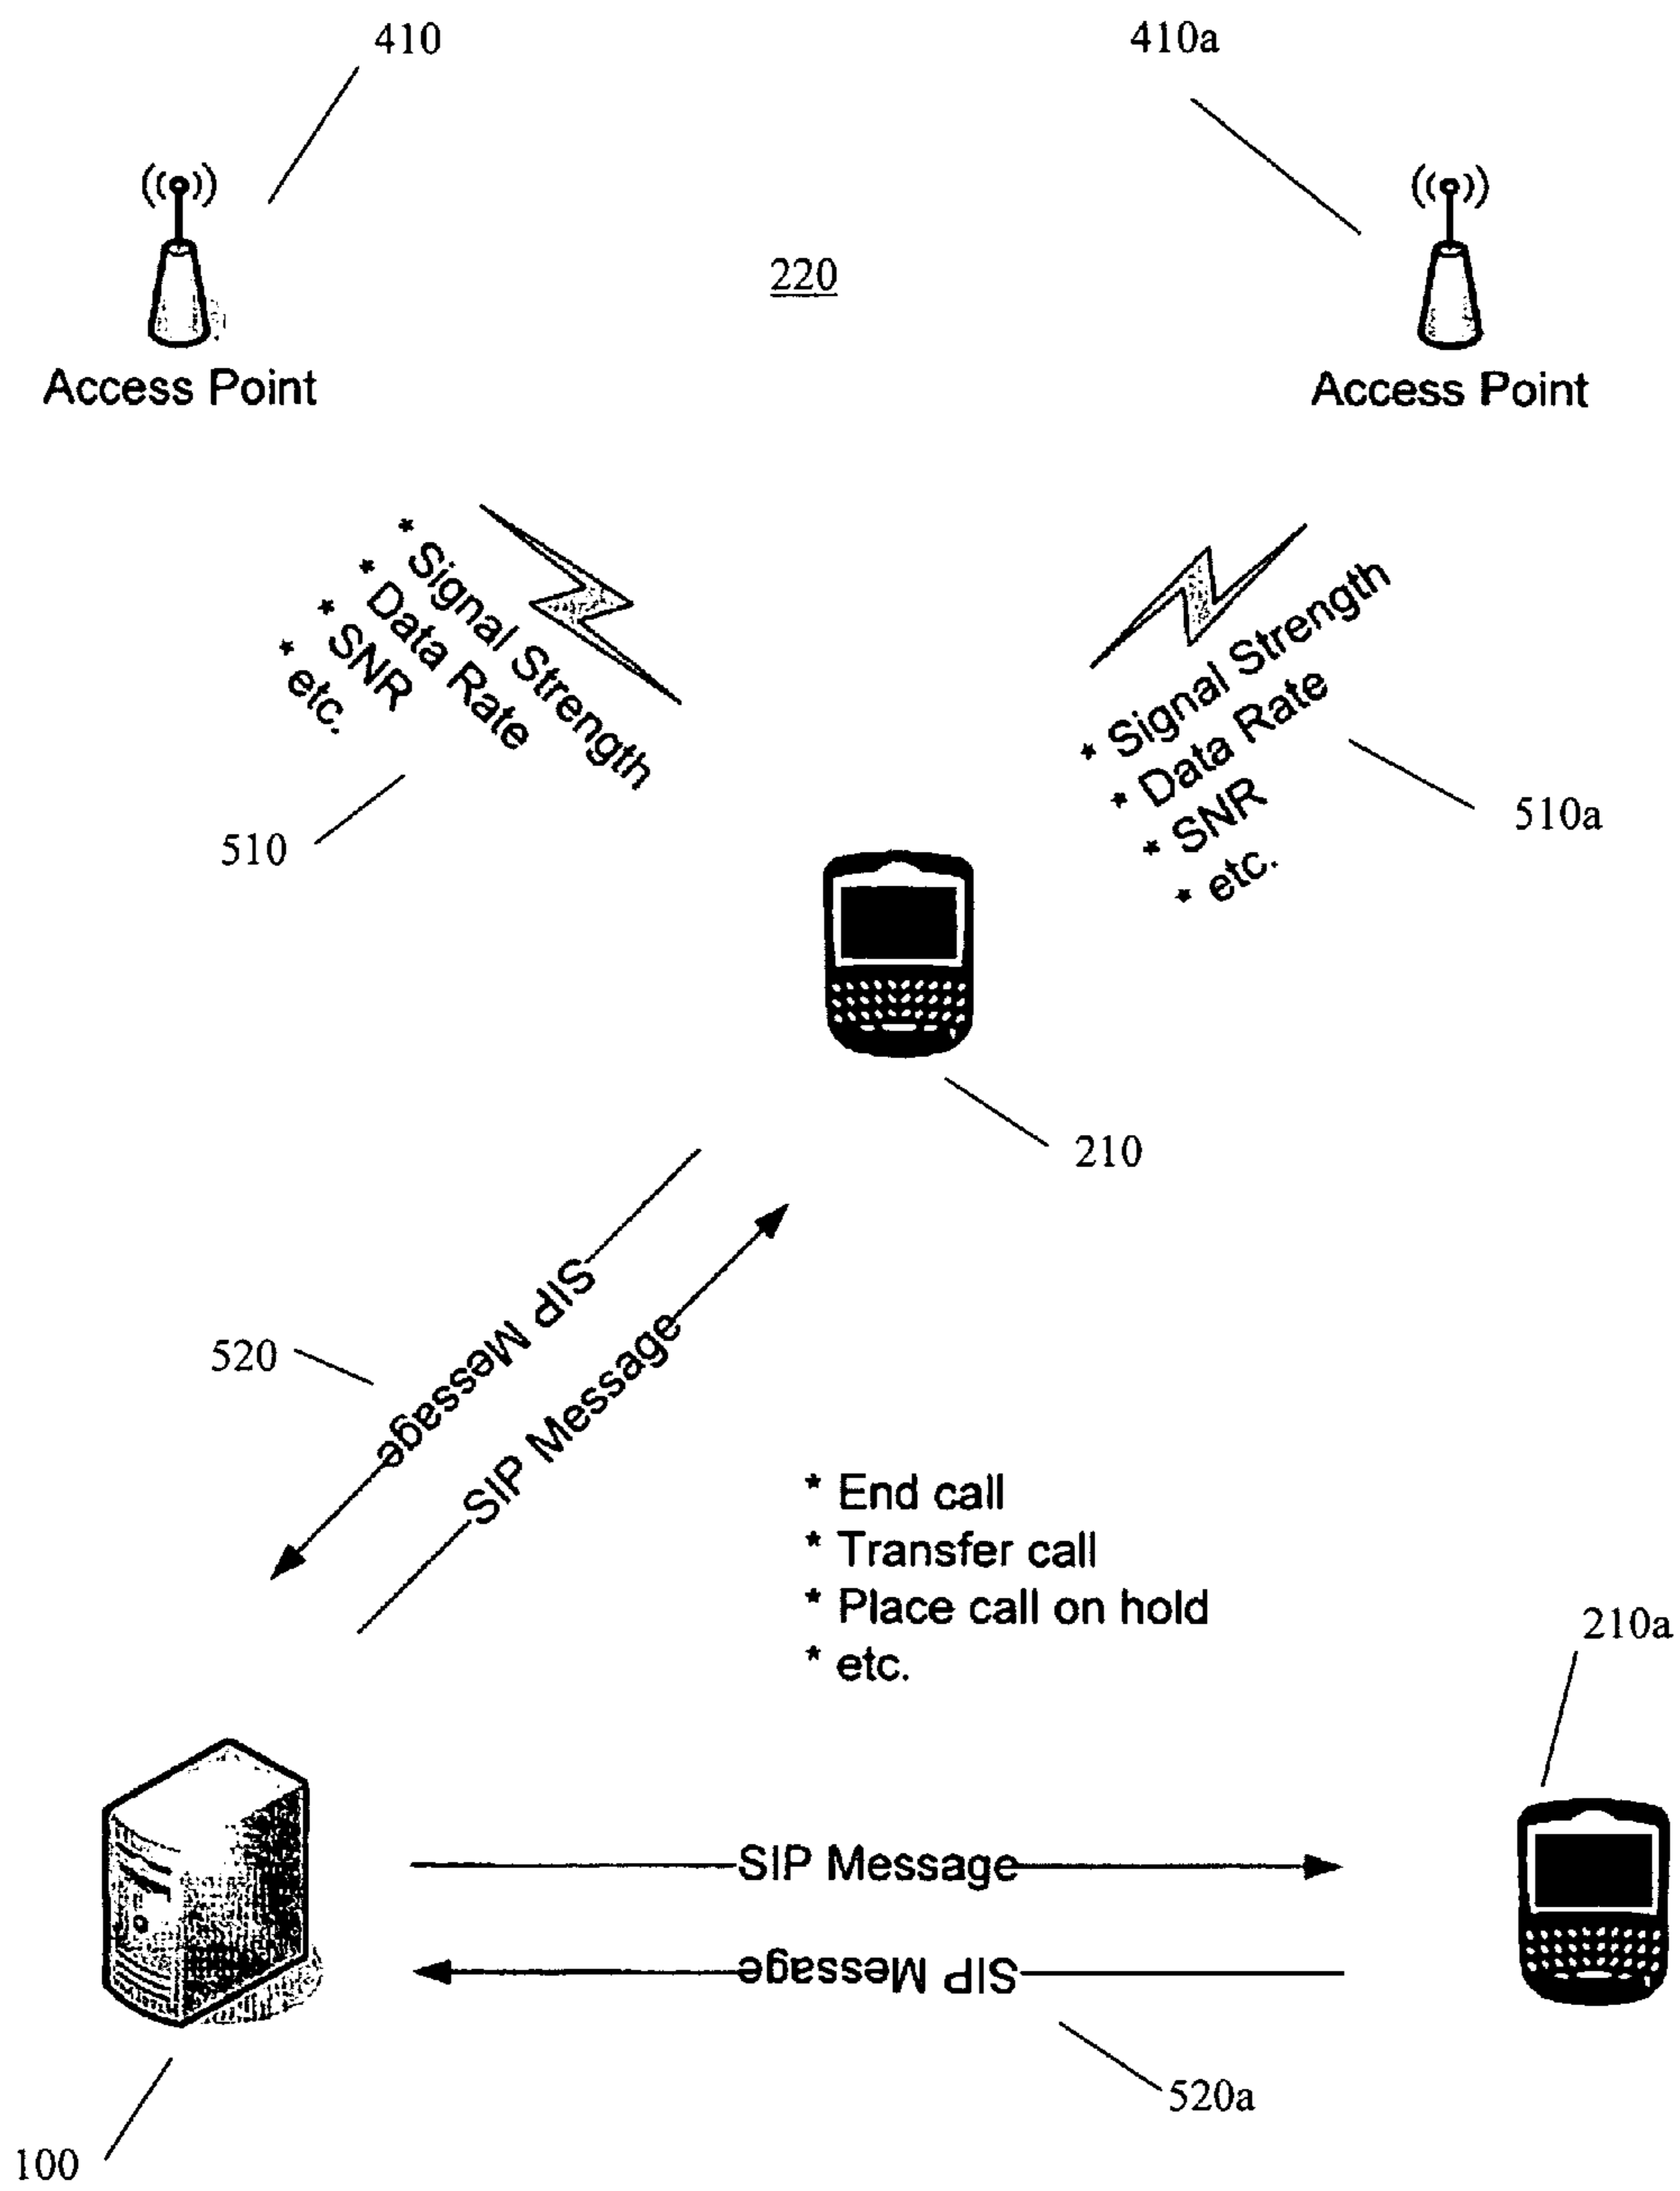 410
410a
220
Access Point
Access Point
* Signal Strength
* Data Rate
* SNR
* etc.
* Signal Strength
* Data Rate
* SNR
* etc.
510
510a
210
SIP Message
520
SIP Message
* End call
* Transfer call
* Place call on hold
* etc.
210a
SIP Message
SIP Message
520a
100